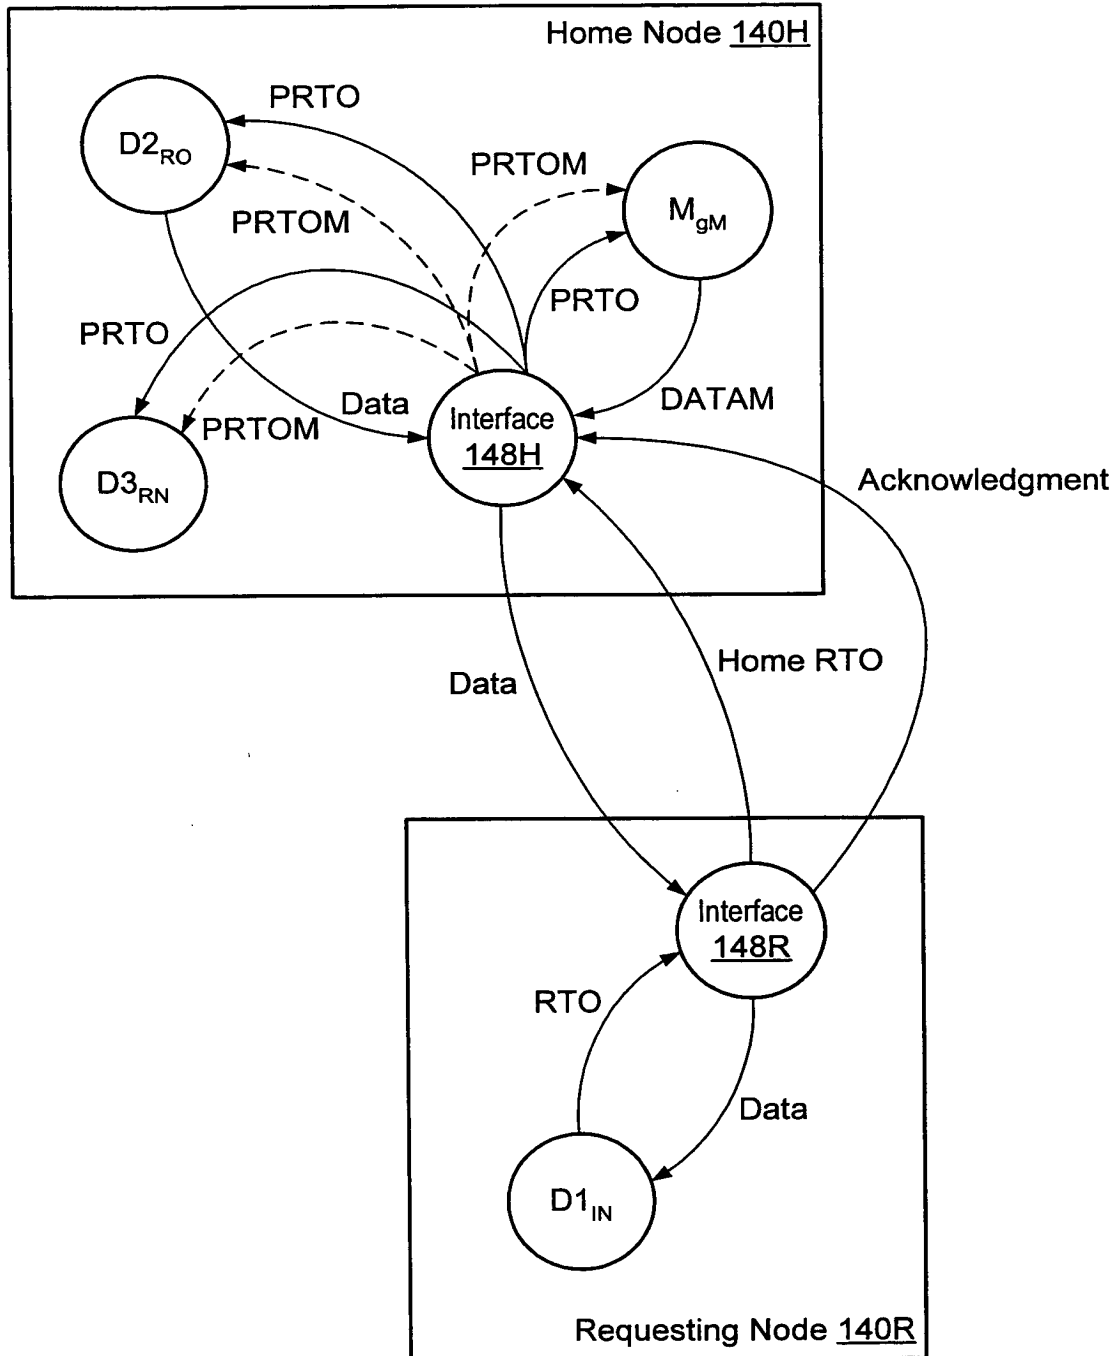 Home Node 140H
PRTO
D2RO
PRTOM
MgM
PRTOM
PRTO
PRTO
DATAM
Data
Interface
148H
PRTOM
D3RN
Acknowledgment
Home RTO
Data
Interface
148R
RTO
Data
D1IN
Requesting Node 140R